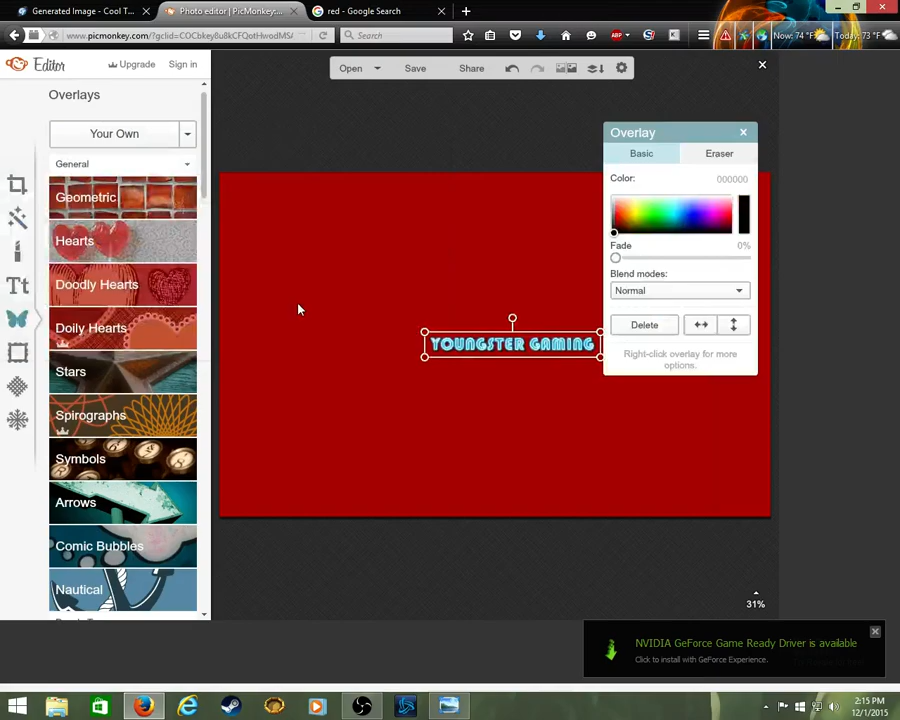 Generated Image - Cool T...
Photo editor | PicMonkey:...
red - Google Search
www.picmonkey.com/?gclid=COCbkey8u8kCFQotHwodMSA
Search
ABP
Now: 74°F
Today: 73°F
Editor
Upgrade
Sign in
Open
Save
Share
Overlays
Your Own
General
Geometric
Hearts
Doodly Hearts
Doily Hearts
Stars
Spirographs
Symbols
Arrows
Comic Bubbles
Nautical
YOUNGSTER GAMING
Overlay
Basic
Eraser
Color:
000000
Fade
0%
Blend modes:
Normal
Delete
Right-click overlay for more
options.
31%
NVIDIA GeForce Game Ready Driver is available
Click to install with GeForce Experience.
2:15 PM
12/1/2015